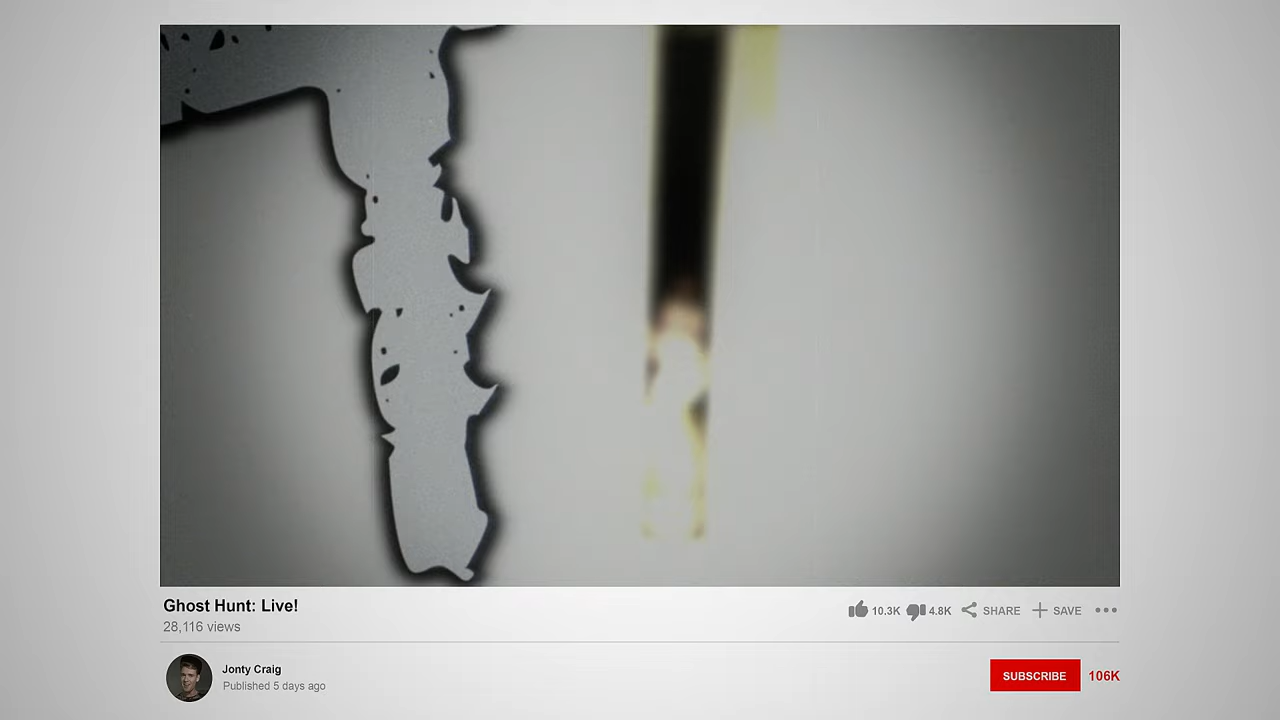 Ghost Hunt: Live!
28,116 views
10.3K 4.8K SHARE SAVE
Jonty Craig
Published 5 days ago
SUBSCRIBE 106K